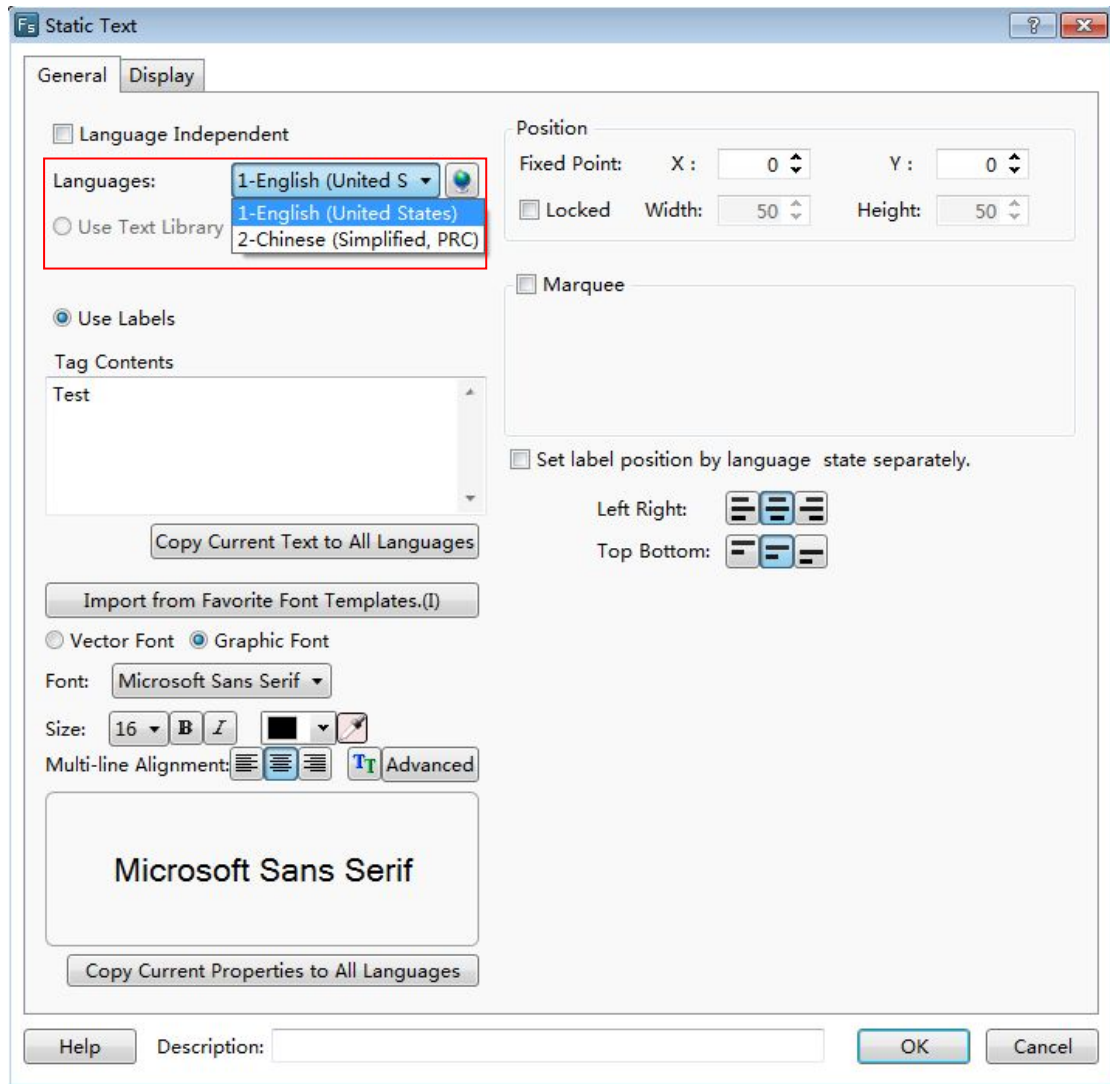 Fs Static Text
General Display
Language Independent
Languages: 1-English (United S
1-English (United States)
2-Chinese (Simplified, PRC)
Use Text Library
Use Labels
Tag Contents
Test
Copy Current Text to All Languages
Import from Favorite Font Templates.(I)
Vector Font Graphic Font
Font: Microsoft Sans Serif
Size: 16 B I
Multi-line Alignment: TT Advanced
Microsoft Sans Serif
Copy Current Properties to All Languages
Position
Fixed Point: X : 0 Y : 0
Locked Width: 50 Height: 50
Marquee
Set label position by language state separately.
Left Right:
Top Bottom:
Help Description: OK Cancel